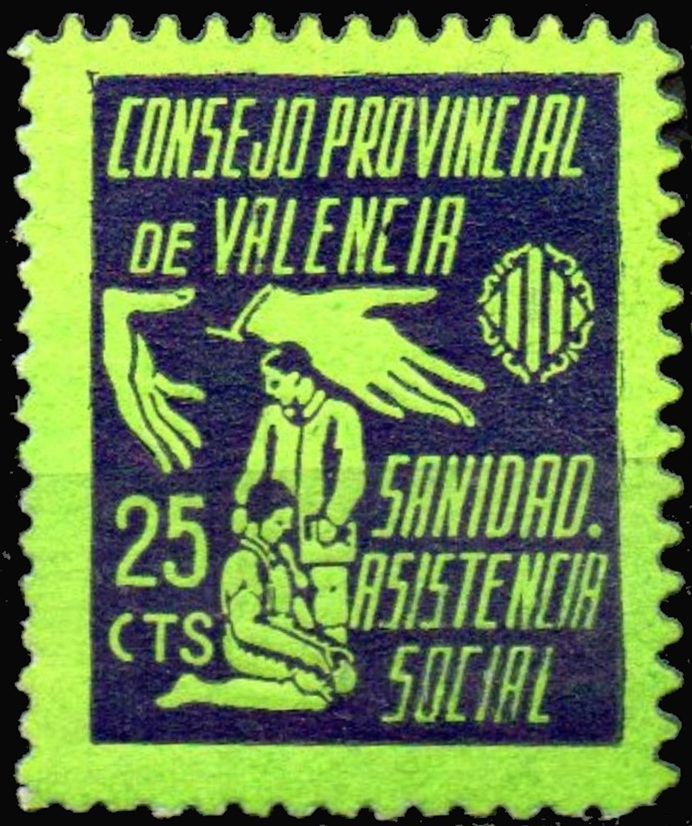 CONSEJO PROVINCIAL
DE VALENCIA
25
CTS
SANIDAD.
ASISTENCIA
SOCIAL